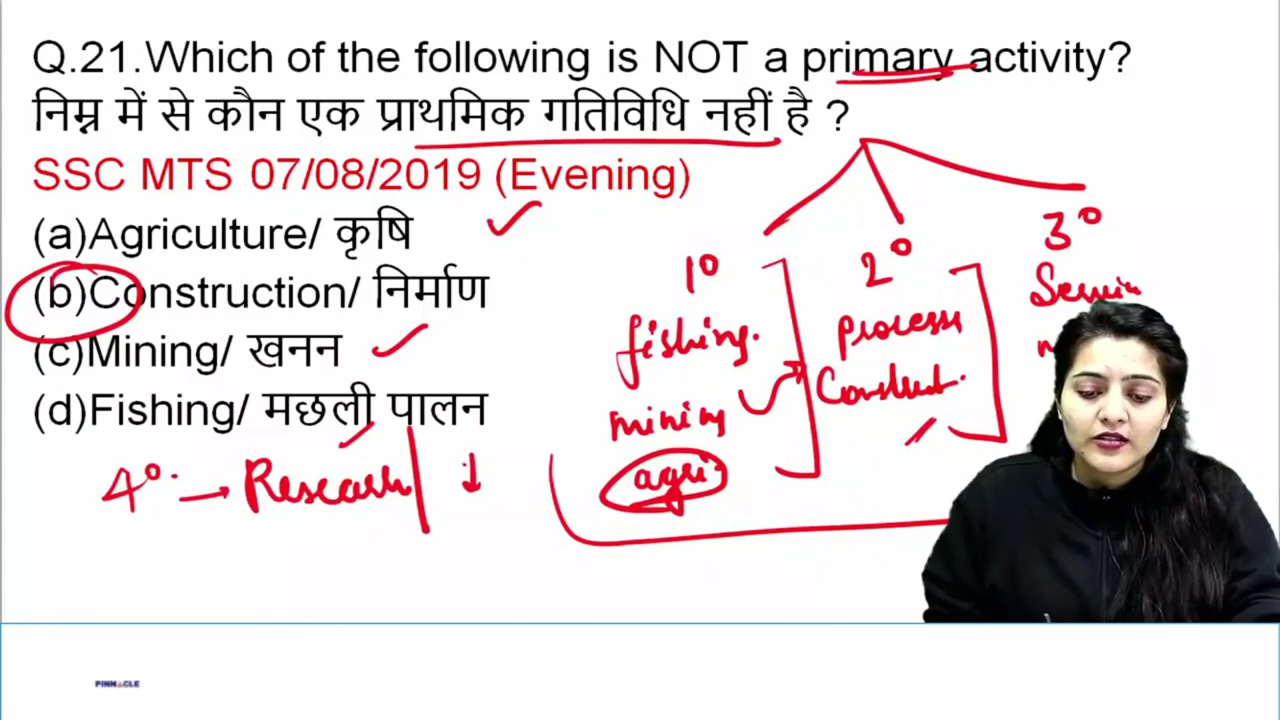 Q.21.Which of the following is NOT a primary activity?
निम्न में से कौन एक प्राथमिक गतिविधि नहीं है ?
SSC MTS 07/08/2019 (Evening)
(a)Agriculture/ कृषि
(b)Construction/ निर्माण
(c)Mining/ खनन
(d)Fishing/ मछली पालन
1°
fishing.
mining
agri.
2°
Process
Construct.
3°
4°. → Research
PINNACLE